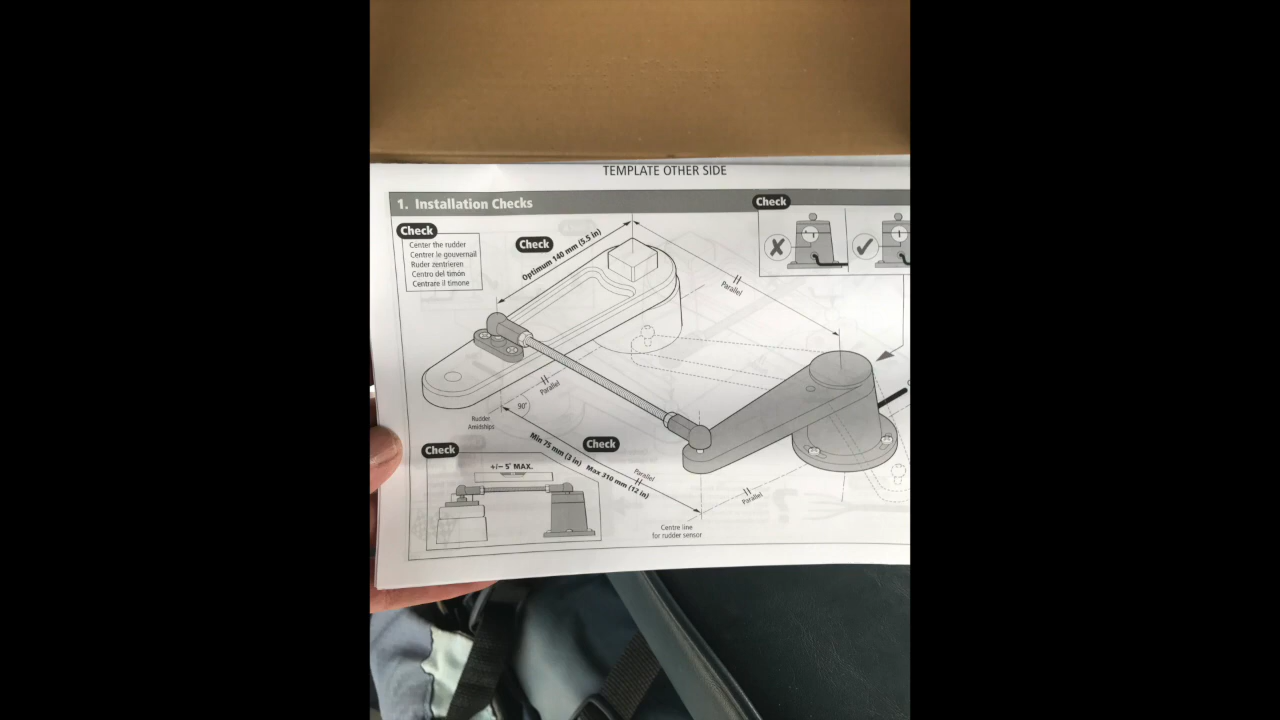 TEMPLATE OTHER SIDE
1. Installation Checks
Check
Center the rudder
Centrer le gouvernail
Ruder zentrieren
Centro del timón
Centrare il timone
Check
Optimum 140 mm (5.5 in)
Parallel
Check
Parallel
90°
Rudder
Amidships
Check
Min 75 mm (3 in) Max 310 mm (12 in)
Parallel
Parallel
Centre line
for rudder sensor
Check
+/– 5° MAX.